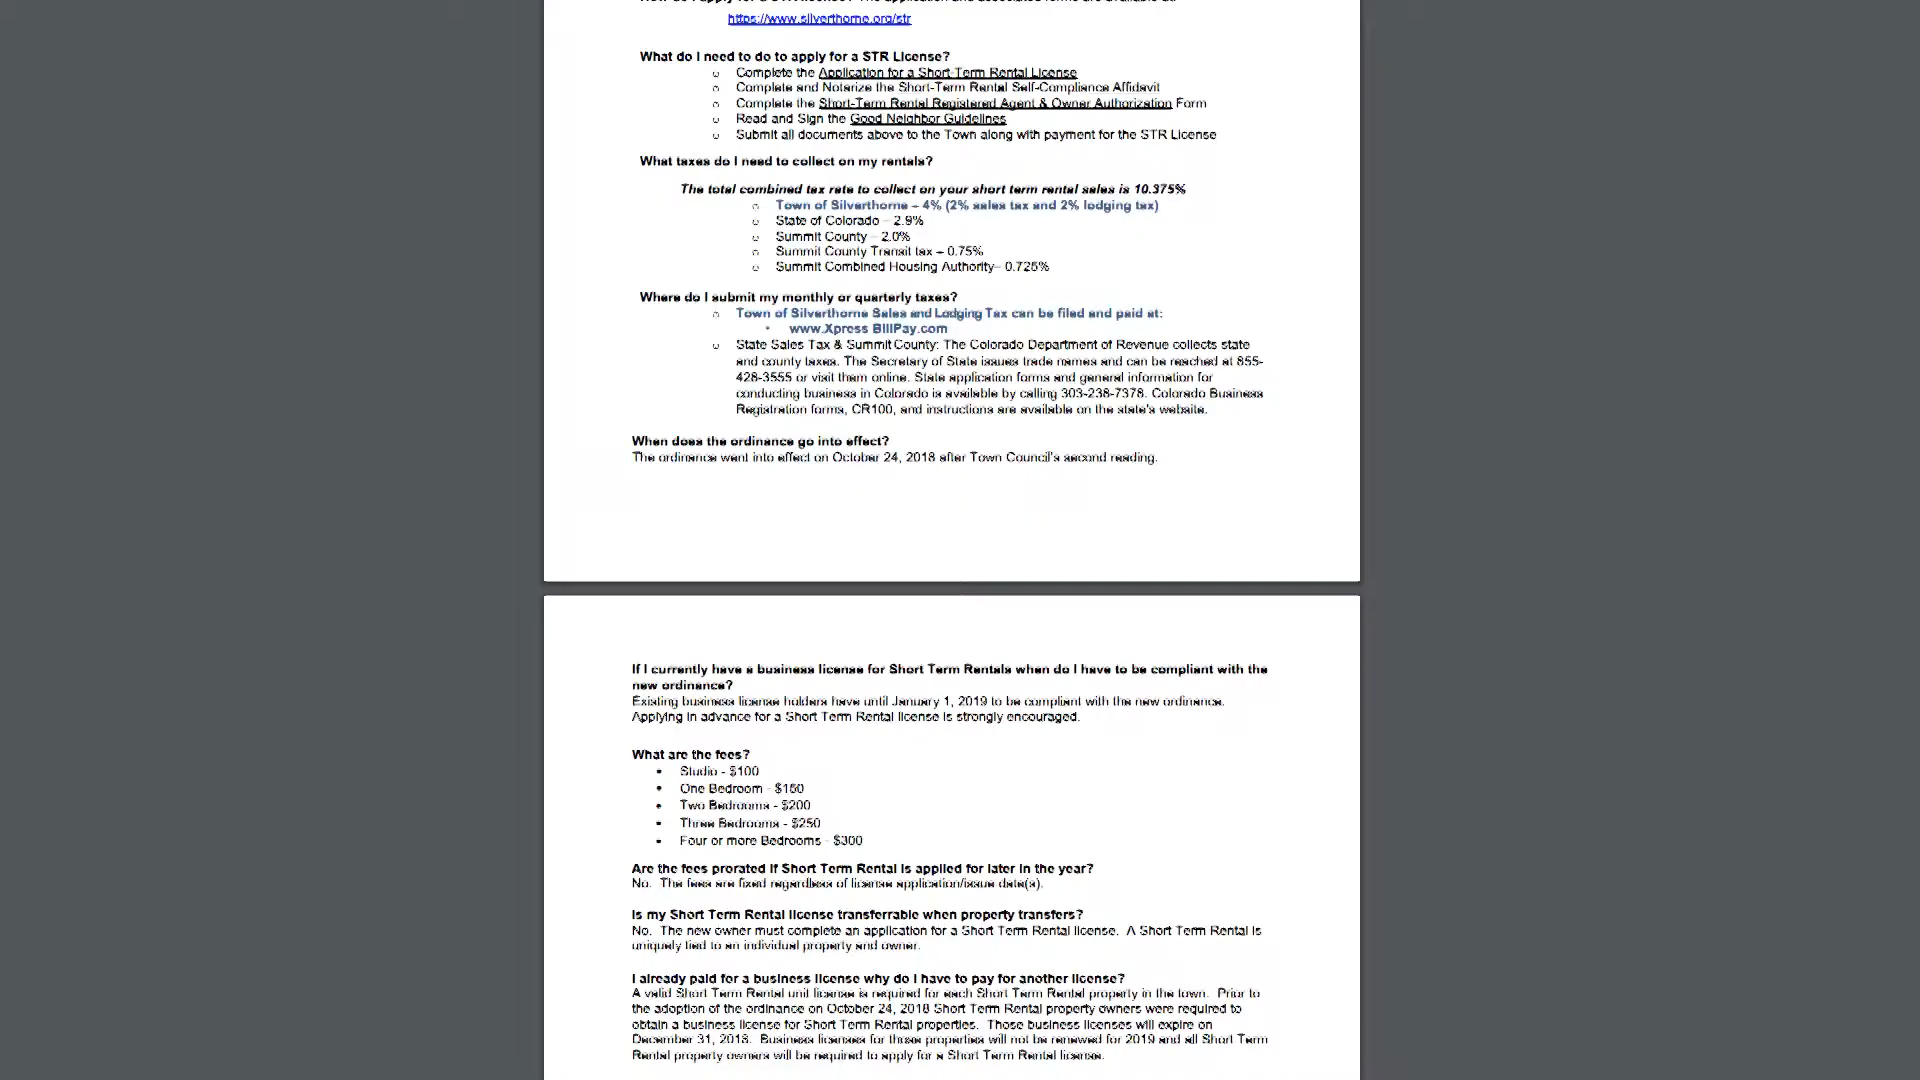 How do I apply for a STR License? The application and associated forms are available at:
https://www.silverthorne.org/str
What do I need to do to apply for a STR License?
o Complete the Application for a Short-Term Rental License
o Complete and Notarize the Short-Term Rental Self-Compliance Affidavit
o Complete the Short-Term Rental Registered Agent & Owner Authorization Form
o Read and Sign the Good Neighbor Guidelines
o Submit all documents above to the Town along with payment for the STR License
What taxes do I need to collect on my rentals?
The total combined tax rate to collect on your short term rental sales is 10.375%
o Town of Silverthorne – 4% (2% sales tax and 2% lodging tax)
o State of Colorado – 2.9%
o Summit County – 2.0%
o Summit County Transit tax – 0.75%
o Summit Combined Housing Authority– 0.725%
Where do I submit my monthly or quarterly taxes?
o Town of Silverthorne Sales and Lodging Tax can be filed and paid at:
• www.Xpress BillPay.com
o State Sales Tax & Summit County: The Colorado Department of Revenue collects state
and county taxes. The Secretary of State issues trade names and can be reached at 855-
428-3555 or visit them online. State application forms and general information for
conducting business in Colorado is available by calling 303-238-7378. Colorado Business
Registration forms, CR100, and instructions are available on the state's website.
When does the ordinance go into effect?
The ordinance went into effect on October 24, 2018 after Town Council's second reading.
If I currently have a business license for Short Term Rentals when do I have to be compliant with the
new ordinance?
Existing business license holders have until January 1, 2019 to be compliant with the new ordinance.
Applying in advance for a Short Term Rental license is strongly encouraged.
What are the fees?
• Studio - $100
• One Bedroom - $150
• Two Bedrooms - $200
• Three Bedrooms - $250
• Four or more Bedrooms - $300
Are the fees prorated if Short Term Rental is applied for later in the year?
No. The fees are fixed regardless of license application/issue date(s).
Is my Short Term Rental license transferrable when property transfers?
No. The new owner must complete an application for a Short Term Rental license. A Short Term Rental is
uniquely tied to an individual property and owner.
I already paid for a business license why do I have to pay for another license?
A valid Short Term Rental unit license is required for each Short Term Rental property in the town. Prior to
the adoption of the ordinance on October 24, 2018 Short Term Rental property owners were required to
obtain a business license for Short Term Rental properties. Those business licenses will expire on
December 31, 2018. Business licenses for those properties will not be renewed for 2019 and all Short Term
Rental property owners will be required to apply for a Short Term Rental license.